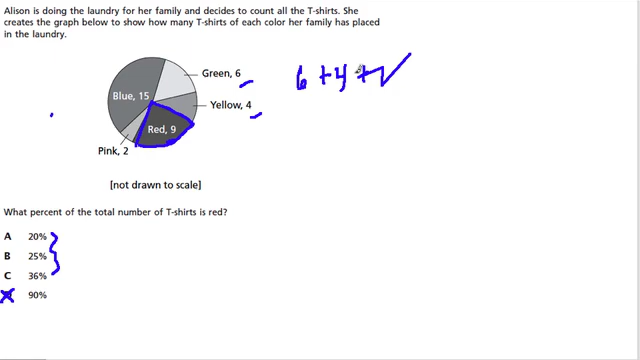 Alison is doing the laundry for her family and decides to count all the T-shirts. She
creates the graph below to show how many T-shirts of each color her family has placed
in the laundry.
Green, 6
6 + 4 +
Blue, 15
Yellow, 4
Red, 9
Pink, 2
[not drawn to scale]
What percent of the total number of T-shirts is red?
A 20%
B 25%
C 36%
90%